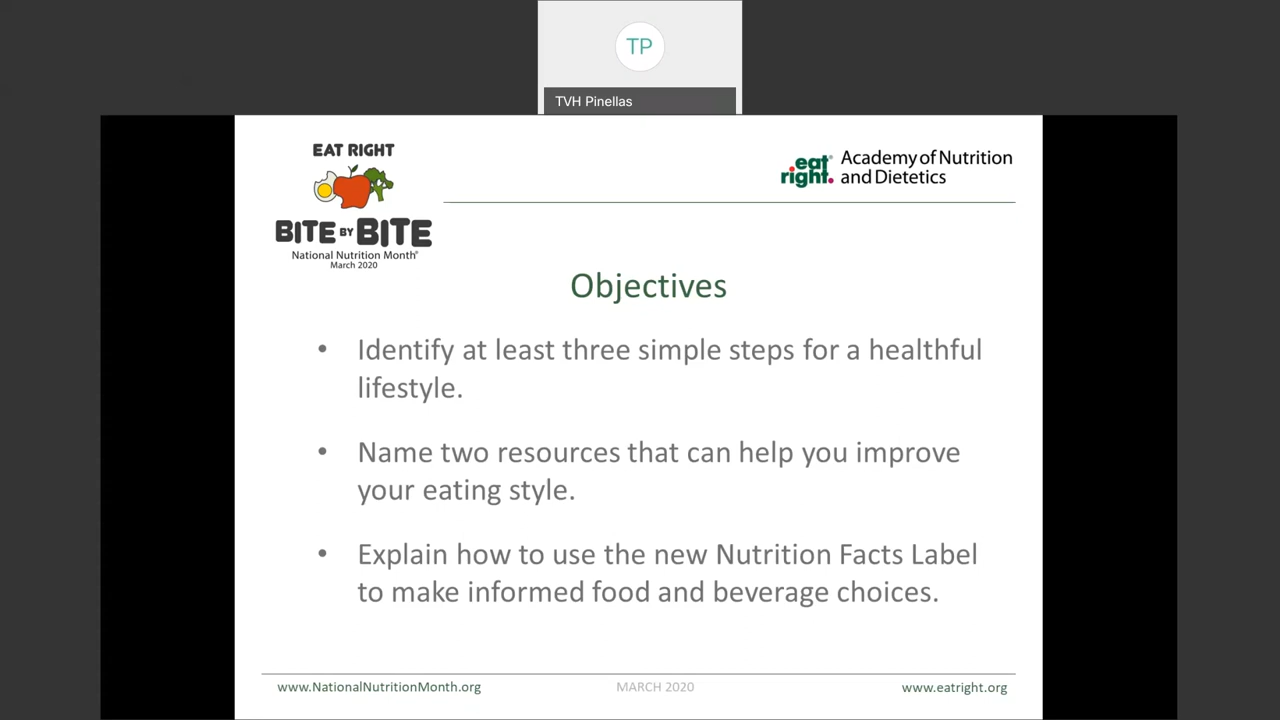 TP
TVH Pinellas
EAT RIGHT
BITE BY BITE
National Nutrition Month®
March 2020
eat right.® Academy of Nutrition
and Dietetics
Objectives
• Identify at least three simple steps for a healthful
lifestyle.
• Name two resources that can help you improve
your eating style.
• Explain how to use the new Nutrition Facts Label
to make informed food and beverage choices.
www.NationalNutritionMonth.org
MARCH 2020
www.eatright.org